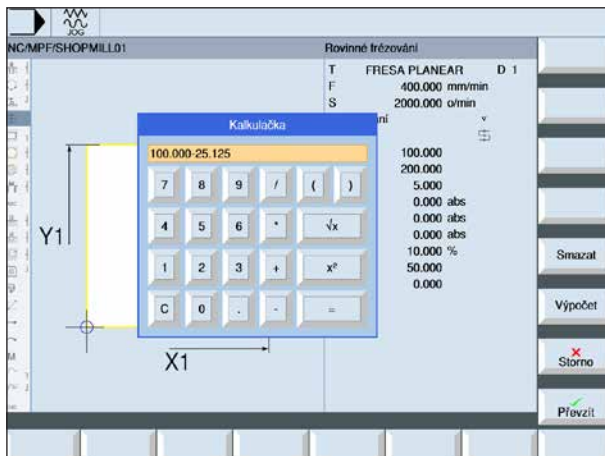 JOG
NC/MPF/SHOPMILL01
Rovinné frézování
T FRESA PLANEAR D 1
F 400.000 mm/min
S 2000.000 o/min
Kalkulačka
100.000-25.125
7 8 9 / ( )
4 5 6 * √x
1 2 3 + x²
C 0 . - =
100.000
200.000
5.000
0.000 abs
0.000 abs
0.000 abs
10.000 %
50.000
0.000
Y1
X1
Smazat
Výpočet
Storno
Převzít